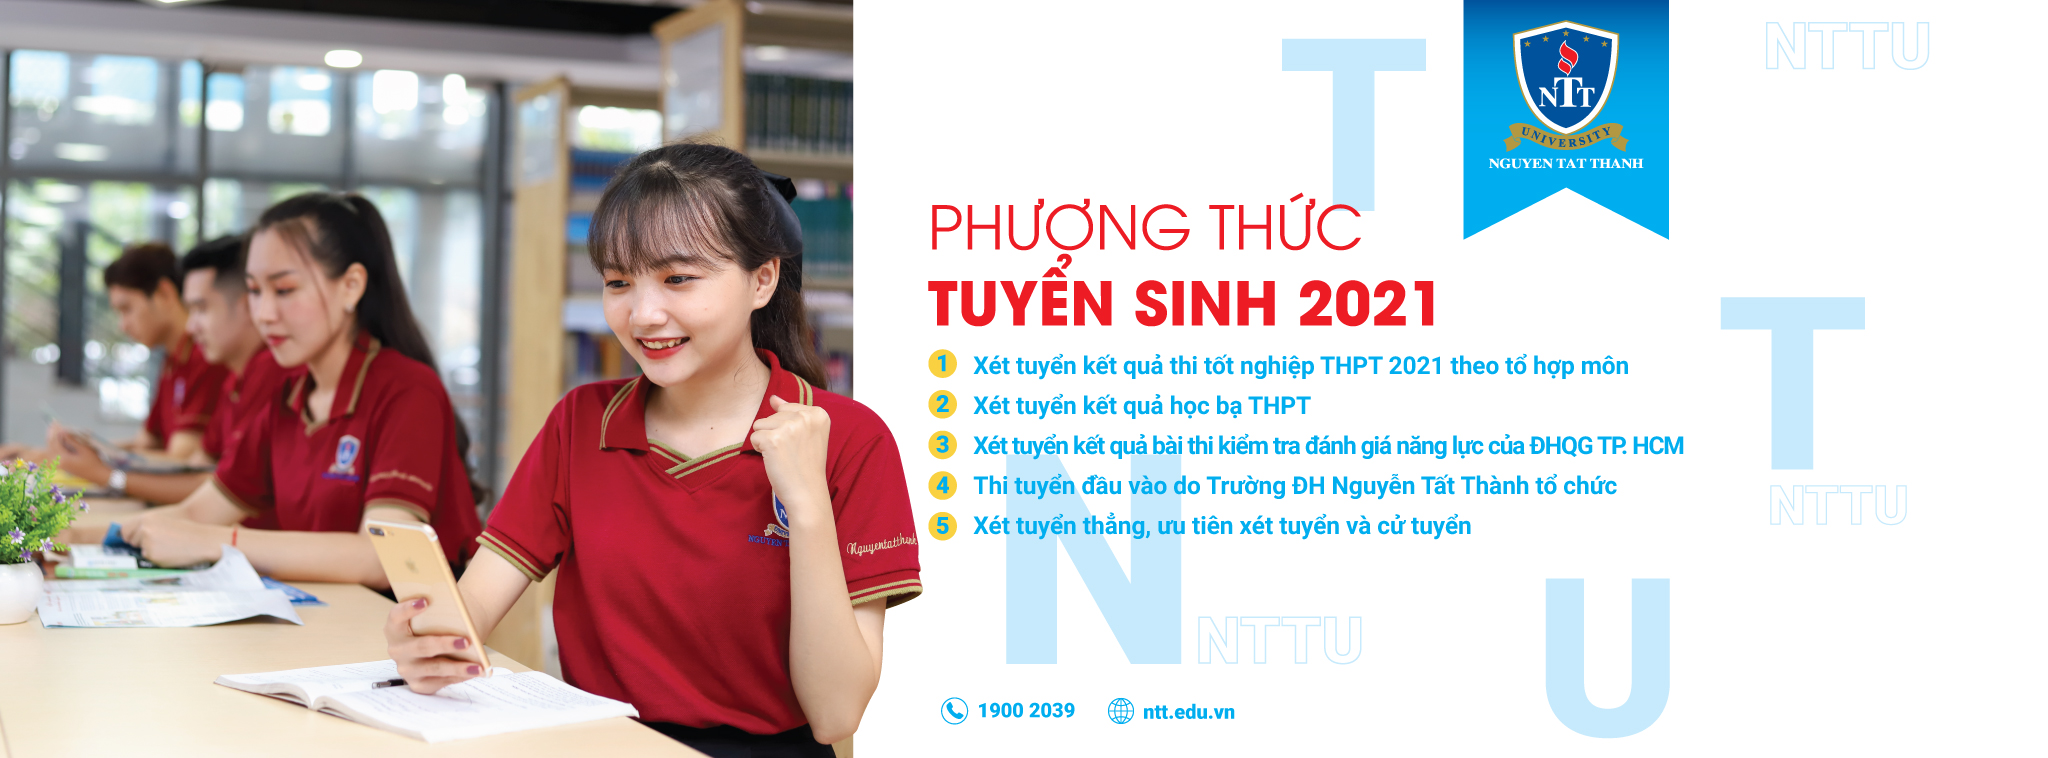 NTT
UNIVERSITY
NGUYEN TAT THANH
NTTU
T
PHƯƠNG THỨC
TUYỂN SINH 2021
1 Xét tuyển kết quả thi tốt nghiệp THPT 2021 theo tổ hợp môn
2 Xét tuyển kết quả học bạ THPT
3 Xét tuyển kết quả bài thi kiểm tra đánh giá năng lực của ĐHQG TP. HCM
4 Thi tuyển đầu vào do Trường ĐH Nguyễn Tất Thành tổ chức
5 Xét tuyển thẳng, ưu tiên xét tuyển và cử tuyển
T
NTTU
N
NTTU
U
Nguyentatthanh
NGUYEN
1900 2039
ntt.edu.vn